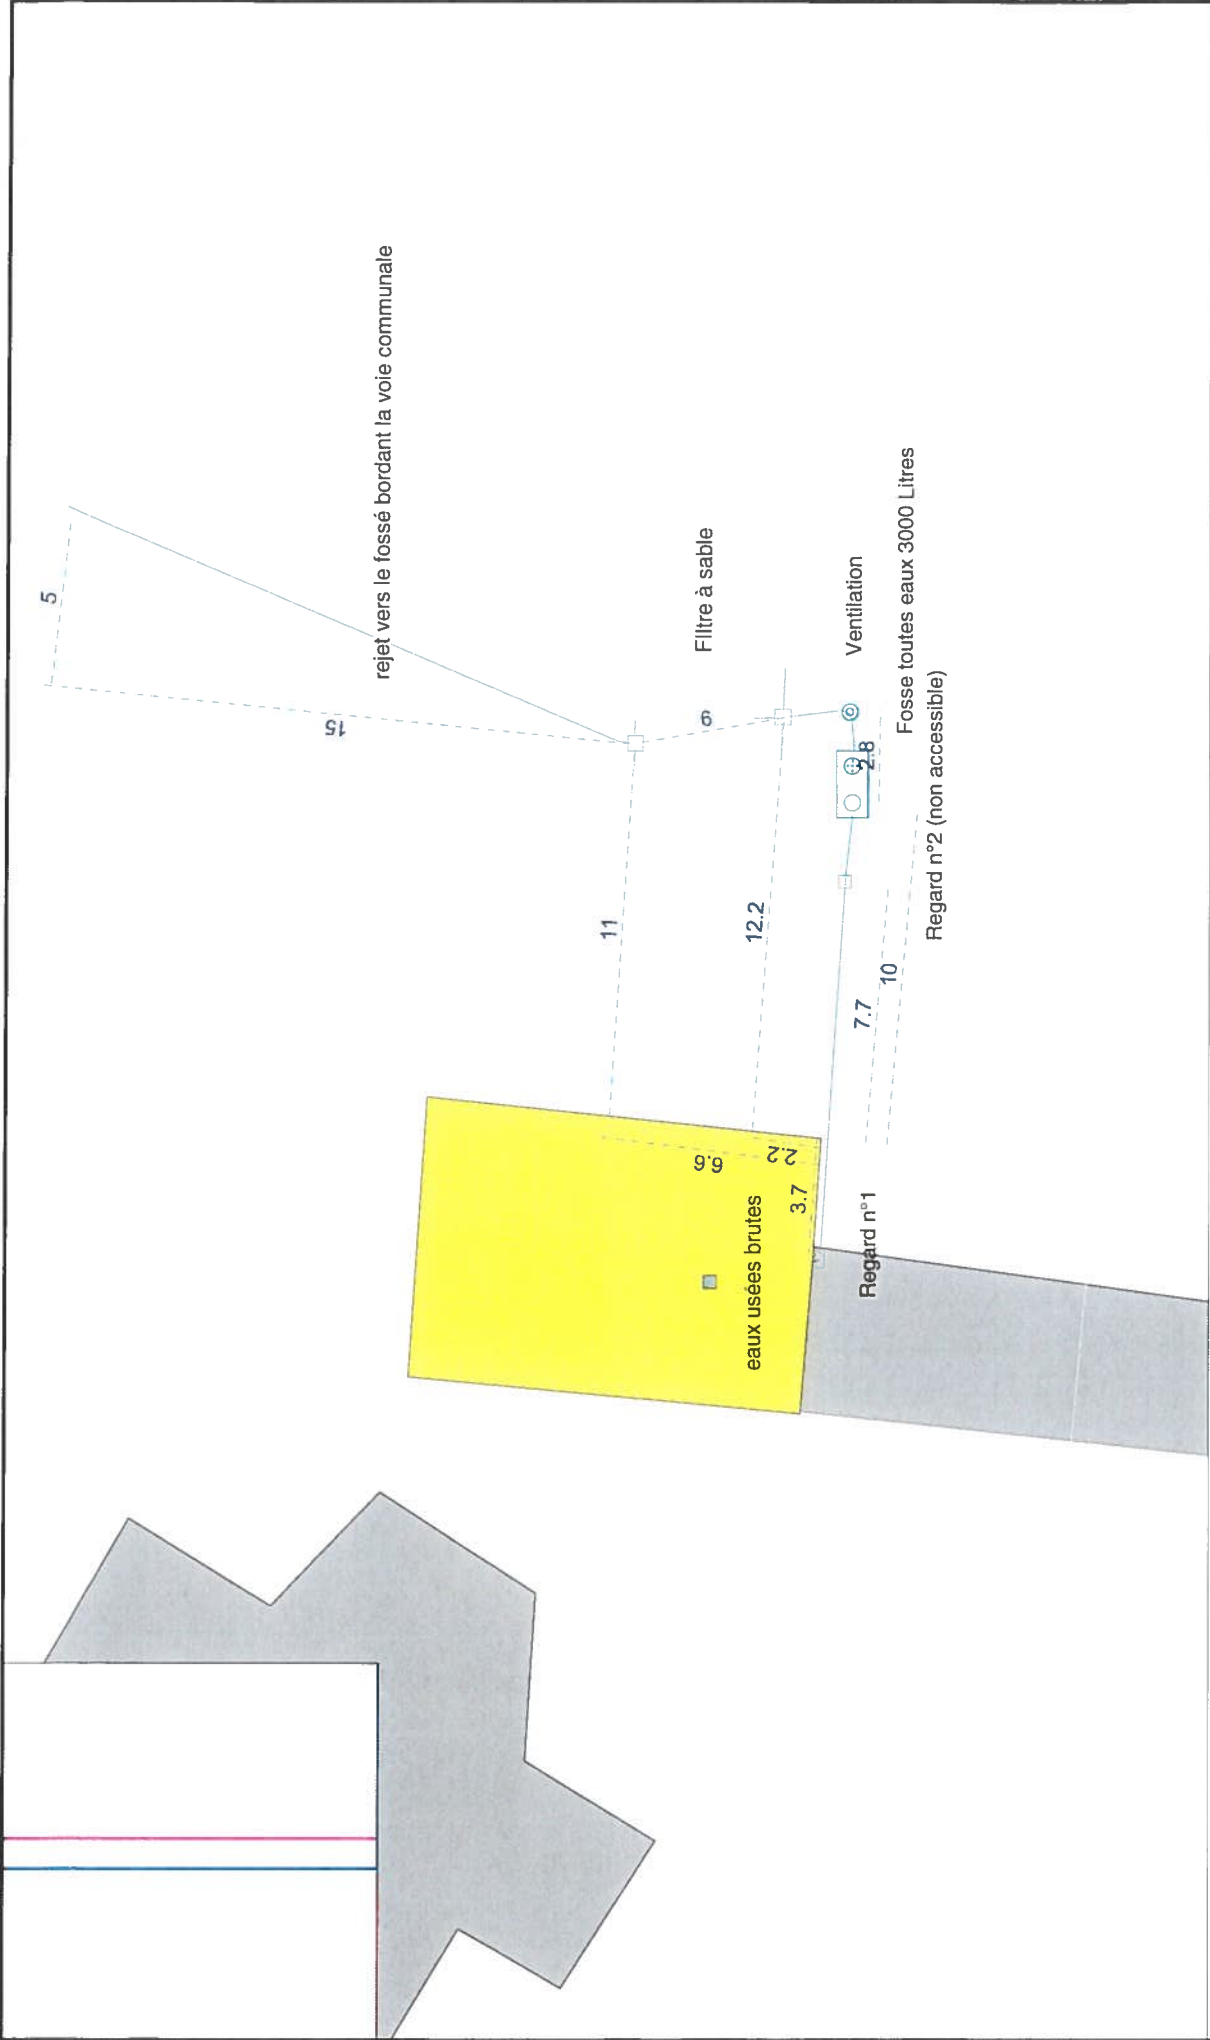 5
15
rejet vers le fossé bordant la voie communale
11
FIltre à sable
6
6.6
12.2
eaux usées brutes
2.2
3.7
Ventilation
2.8
7.7
Regard n°1
10
Fosse toutes eaux 3000 Litres
Regard n°2 (non accessible)